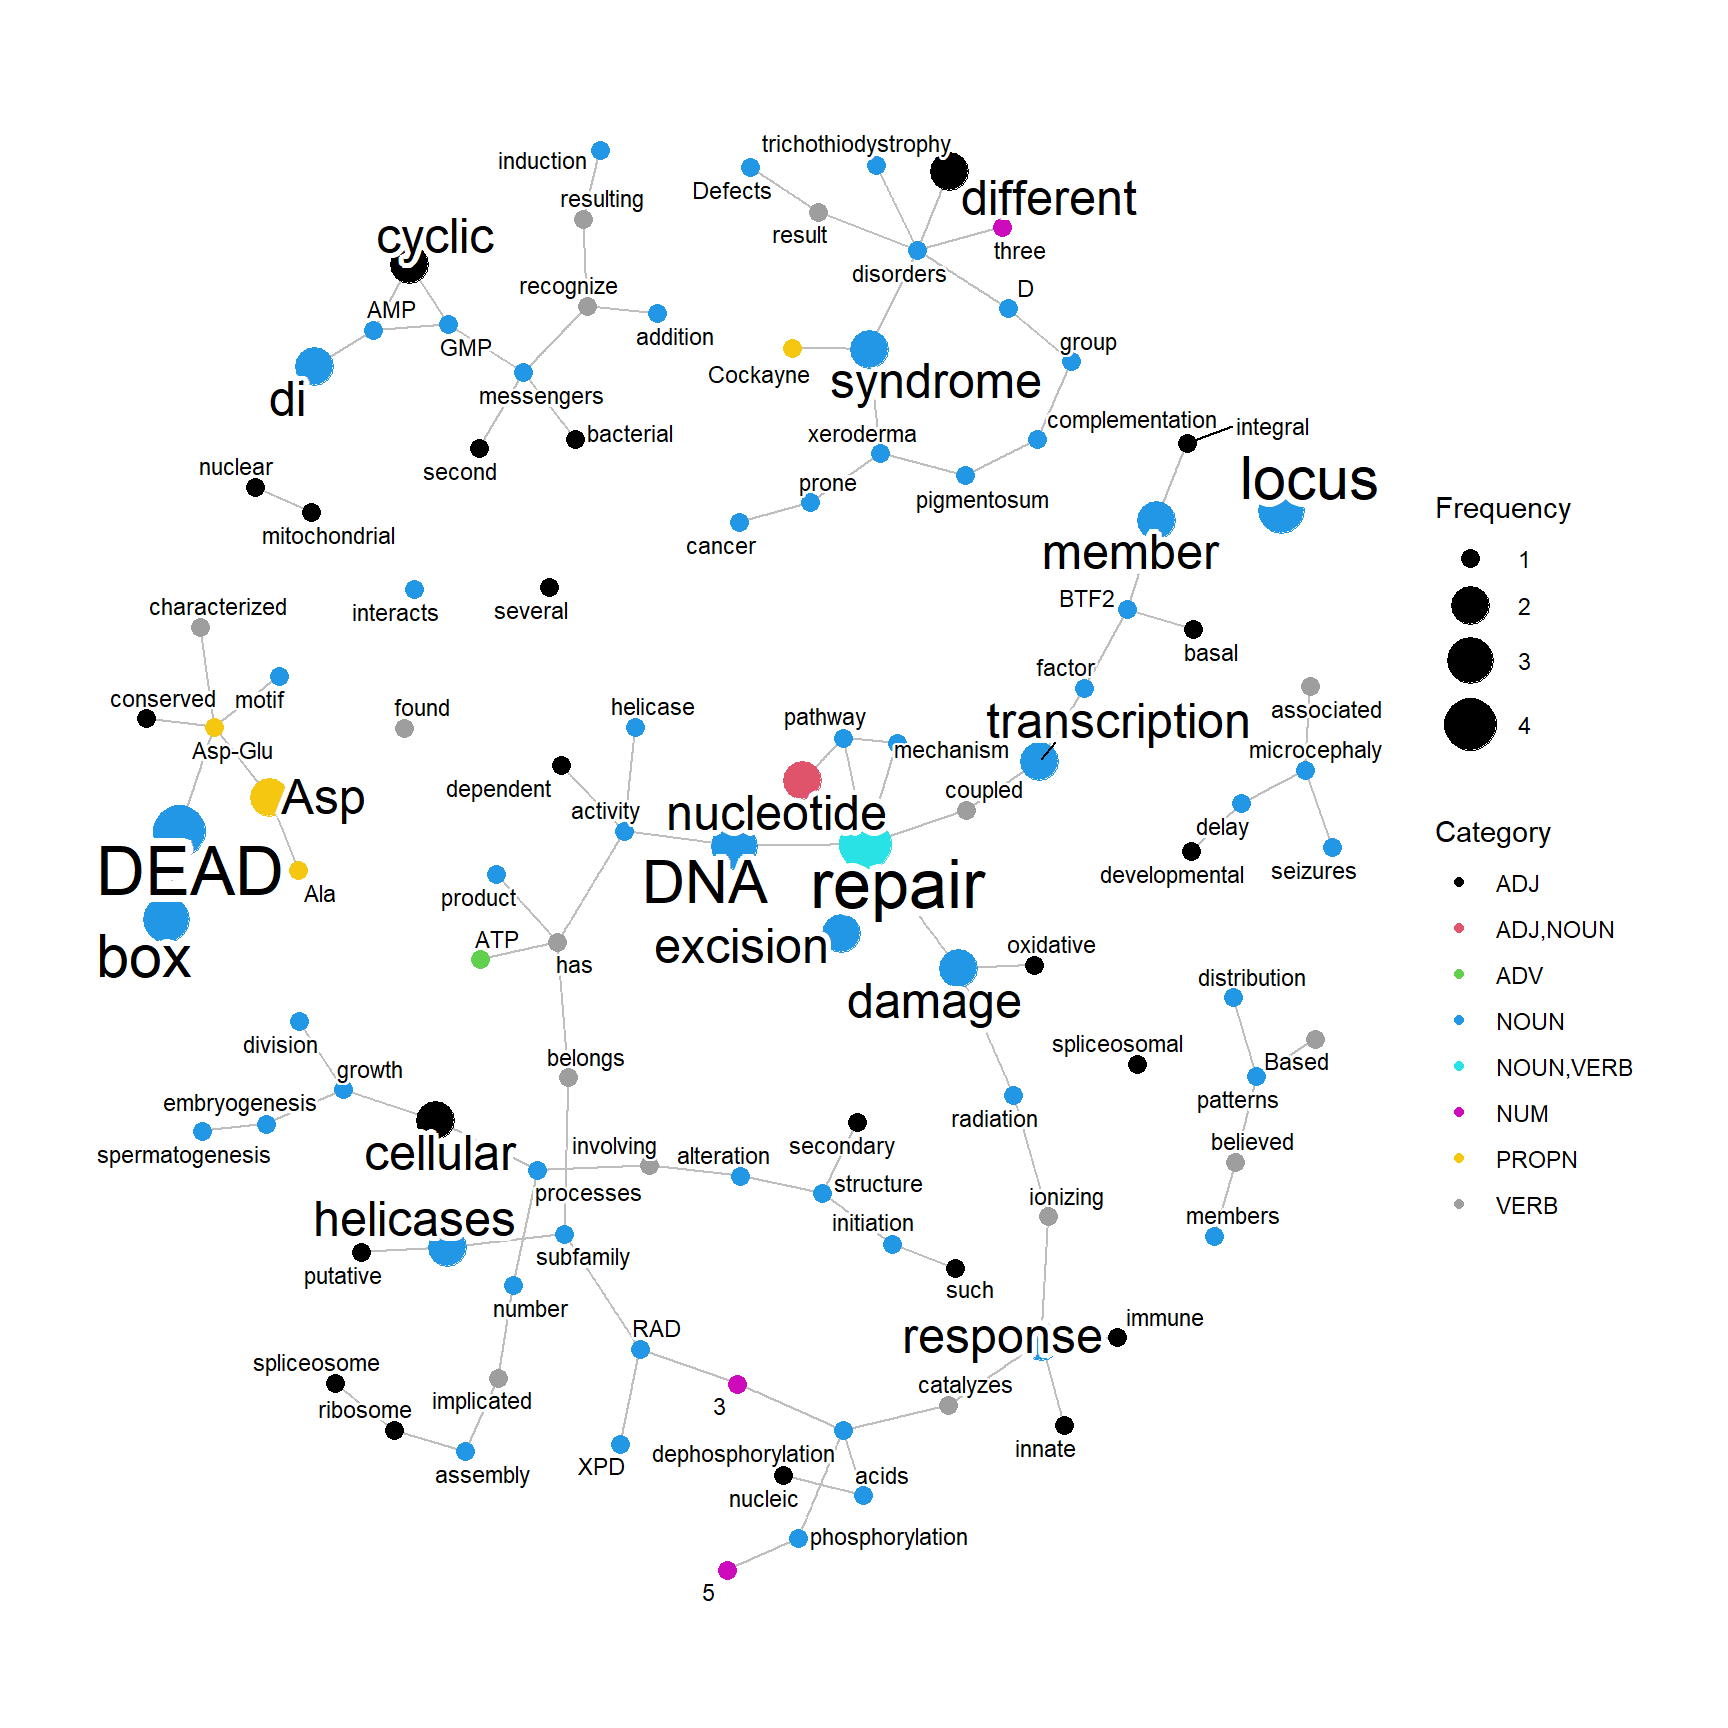 trichothiodystrophy
induction
Defects
resulting
different
result
cyclic
three
disorders
recognize
D
AMP
addition
GMP
group
Cockayne
syndrome
messengers
di
complementation
integral
xeroderma
bacterial
nuclear
second
locus
prone
pigmentosum
mitochondrial
cancer
member
Frequency
1
2
3
4
characterized
interacts
several
BTF2
basal
factor
conserved
motif
found
helicase
pathway
transcription
associated
Asp-Glu
mechanism
microcephaly
dependent
Asp
activity
nucleotide
coupled
delay
Category
ADJ
ADJ,NOUN
ADV
NOUN
NOUN,VERB
NUM
PROPN
VERB
DEAD
Ala
DNA
repair
developmental
seizures
product
ATP
has
excision
oxidative
box
damage
distribution
division
belongs
spliceosomal
Based
growth
embryogenesis
patterns
radiation
spermatogenesis
cellular
involving
alteration
secondary
believed
processes
structure
ionizing
helicases
initiation
members
subfamily
putative
such
number
RAD
response
immune
spliceosome
implicated
catalyzes
ribosome
3
innate
assembly
XPD
dephosphorylation
acids
nucleic
phosphorylation
5